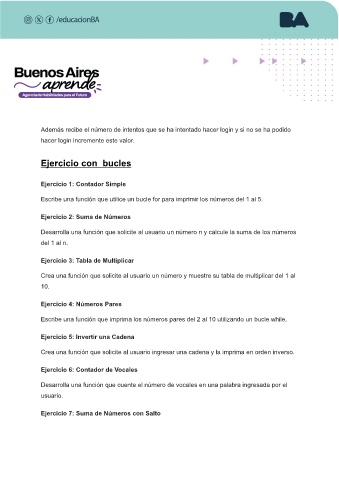 /educacionBA
BA
Buenos Aires
aprende
Agencia de Habilidades para el Futuro
Además recibe el número de intentos que se ha intentado hacer login y si no se ha podido
hacer login incremente este valor.
Ejercicio con bucles
Ejercicio 1: Contador Simple
Escribe una función que utilice un bucle for para imprimir los números del 1 al 5.
Ejercicio 2: Suma de Números
Desarrolla una función que solicite al usuario un número n y calcule la suma de los números
del 1 al n.
Ejercicio 3: Tabla de Multiplicar
Crea una función que solicite al usuario un número y muestre su tabla de multiplicar del 1 al
10.
Ejercicio 4: Números Pares
Escribe una función que imprima los números pares del 2 al 10 utilizando un bucle while.
Ejercicio 5: Invertir una Cadena
Crea una función que solicite al usuario ingresar una cadena y la imprima en orden inverso.
Ejercicio 6: Contador de Vocales
Desarrolla una función que cuente el número de vocales en una palabra ingresada por el
usuario.
Ejercicio 7: Suma de Números con Salto